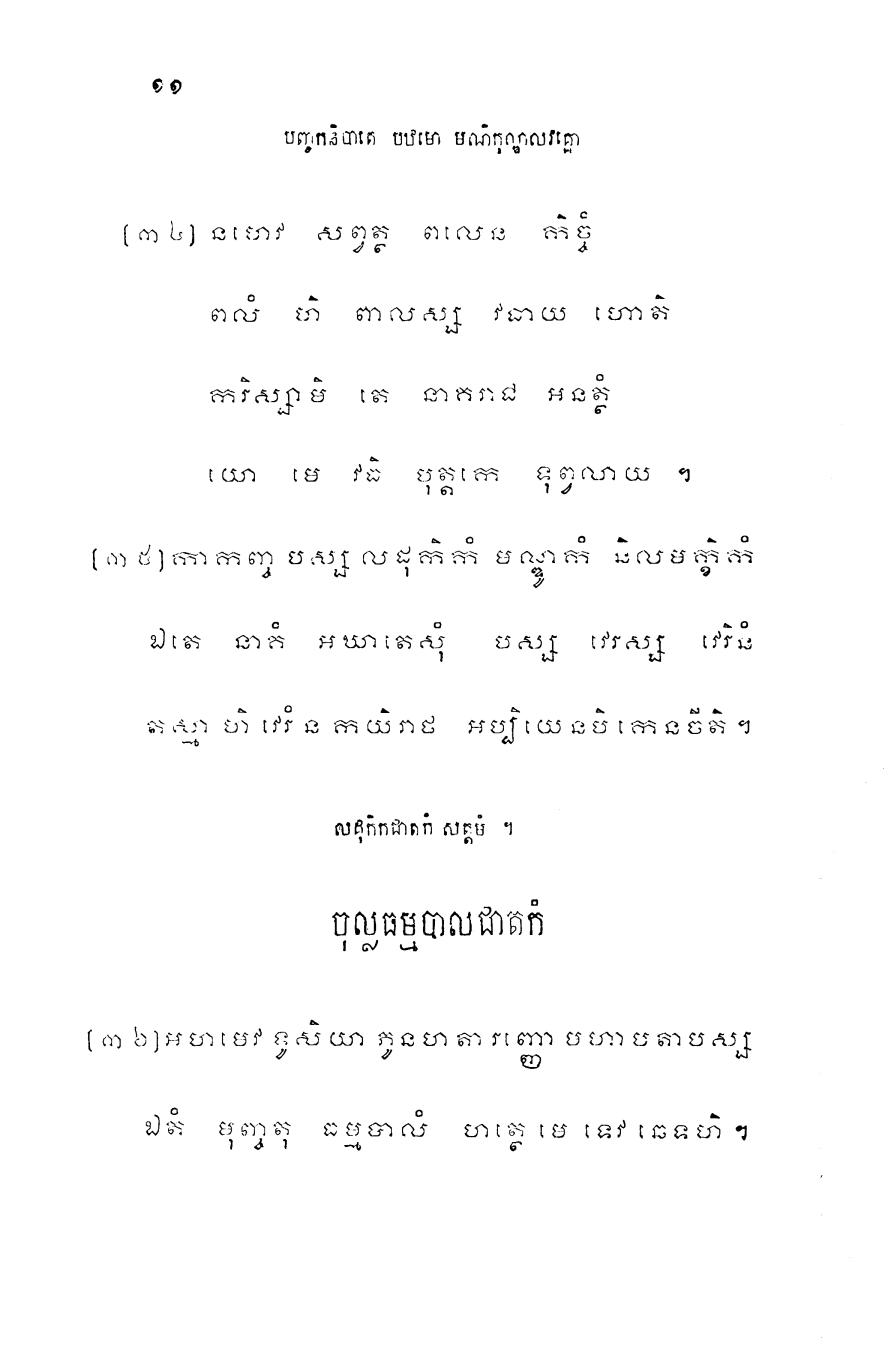 ១១
បញ្ចកនិបាតេ បឋមោ មណិកុណ្ឌលវគ្គោ
[៣៤] នហេវ សព្វត្ថ ពលេន កិច្ចំ
ពលំ ហិ ពាលស្ស វធាយ ហោតិ
ករិស្សាមិ តេ នាគរាជ អនត្ថំ
យោ មេ វធិ បុត្តកេ ទុព្វលាយ ។
[៣៥] កាកញ្ច បស្ស លដុកិកំ មណ្ឌូកំ និលមក្ខិកំ
ឯតេ នាគំ អឃាតេសុំ បស្ស វេរស្ស វេរិនំ
តស្មា ហិ វេរំ ន កយិរាថ អប្បិយេនបិ កេនចីតិ ។
លដុកិកជាតកំ សត្តមំ ។
ចុល្លធម្មបាលជាតកំ
[៣៦] អហមេវ ទូសិយា ភូនហតា រញ្ញោ មហាបតាបស្ស
ឯតំ មុញ្ចតុ ធម្មបាលំ ហត្ថេ មេ ទេវ ឆេទហិ ។